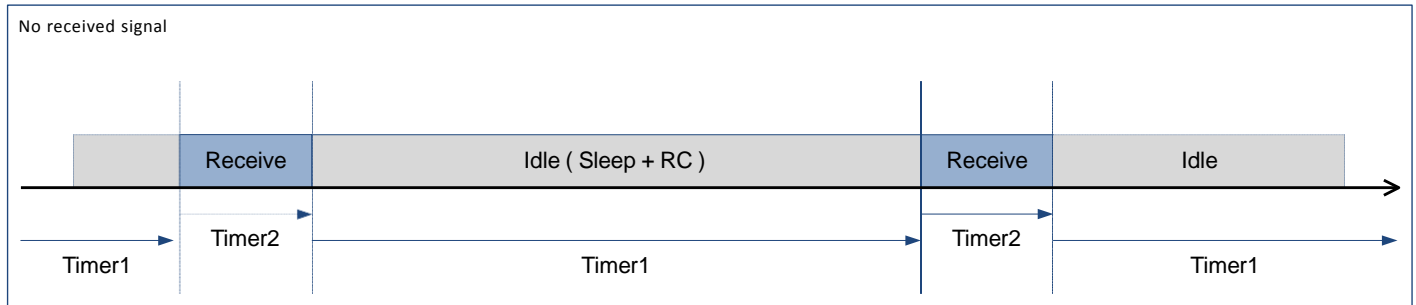 No received signal
Receive
Idle ( Sleep + RC )
Receive
Idle
Timer2
Timer2
Timer1
Timer1
Timer1